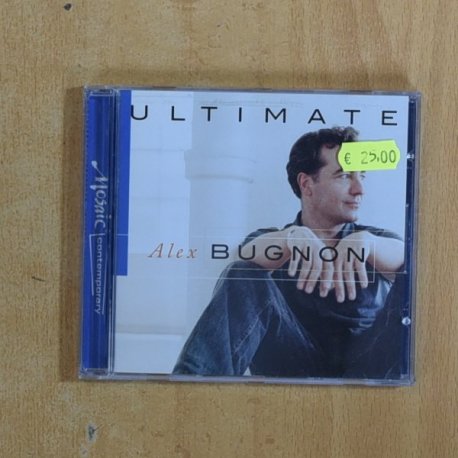 ULTIMATE
€ 25,00
Alex BUGNON
Mosaic contemporary